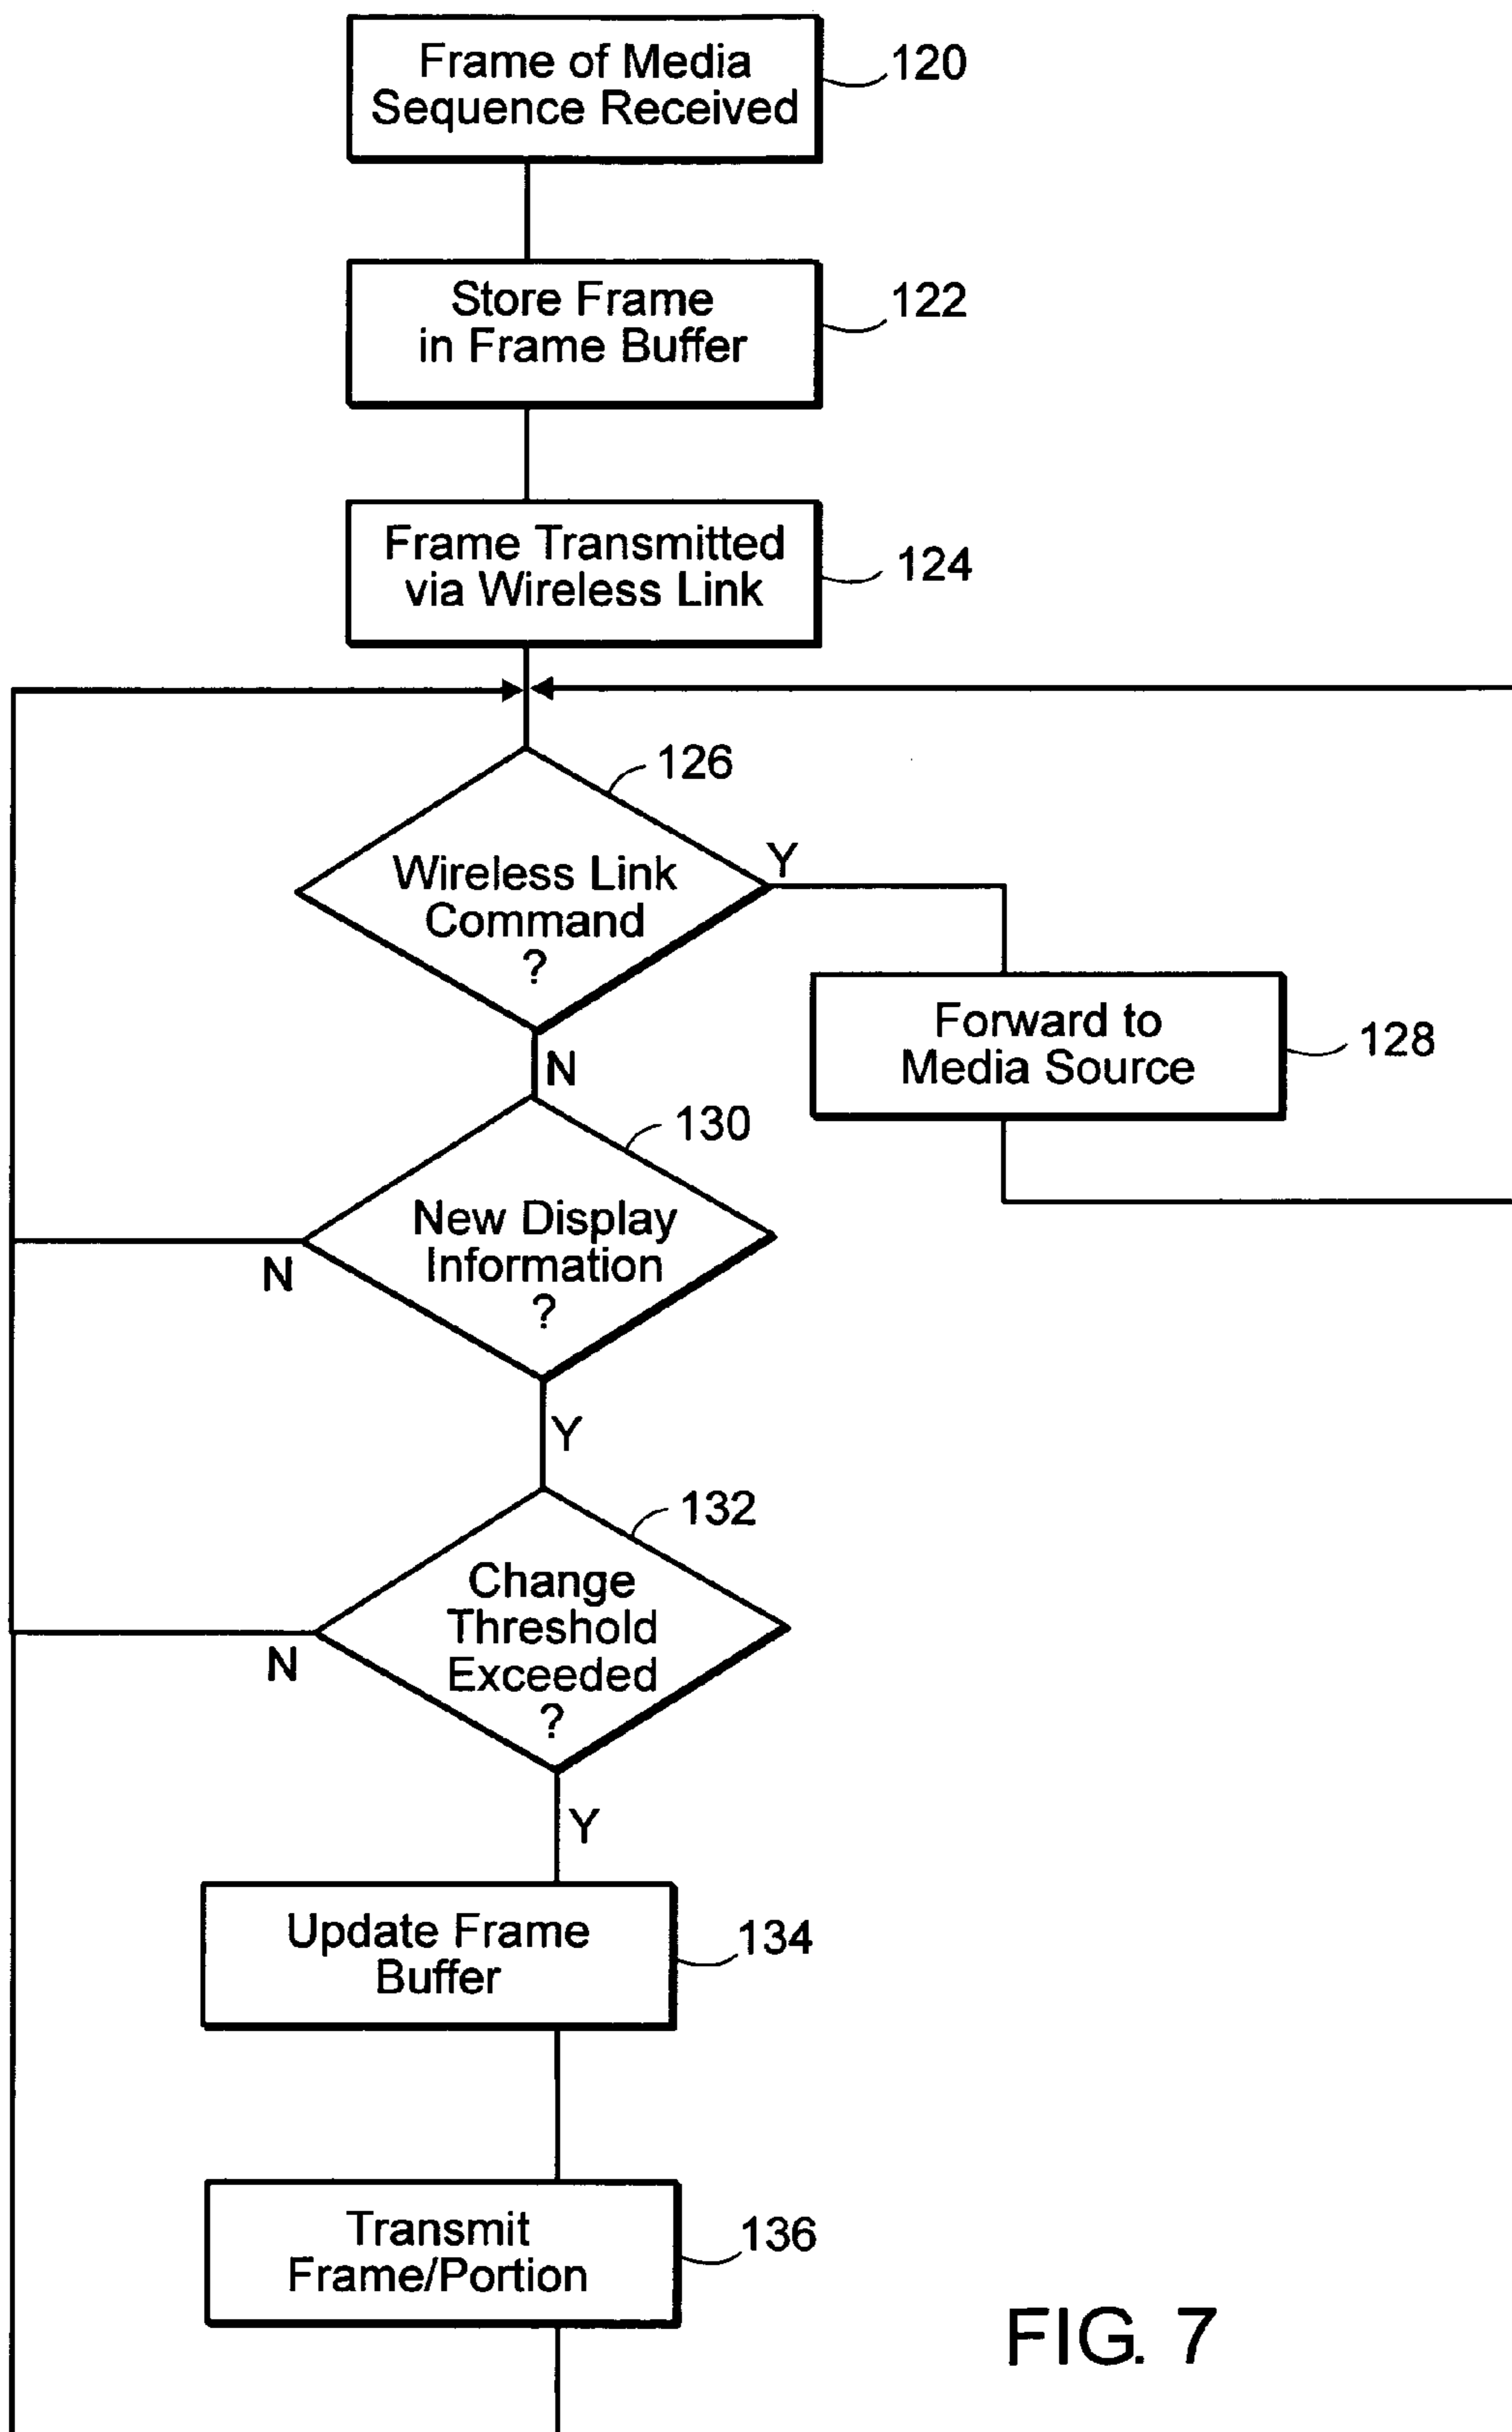 Frame of Media
Sequence Received
120
Store Frame
in Frame Buffer
122
Frame Transmitted
via Wireless Link
124
126
Wireless Link
Command
?
Y
N
Forward to
Media Source
128
130
New Display
Information
?
N
Y
132
Change
Threshold
Exceeded
?
N
Y
Update Frame
Buffer
134
Transmit
Frame/Portion
136
FIG. 7